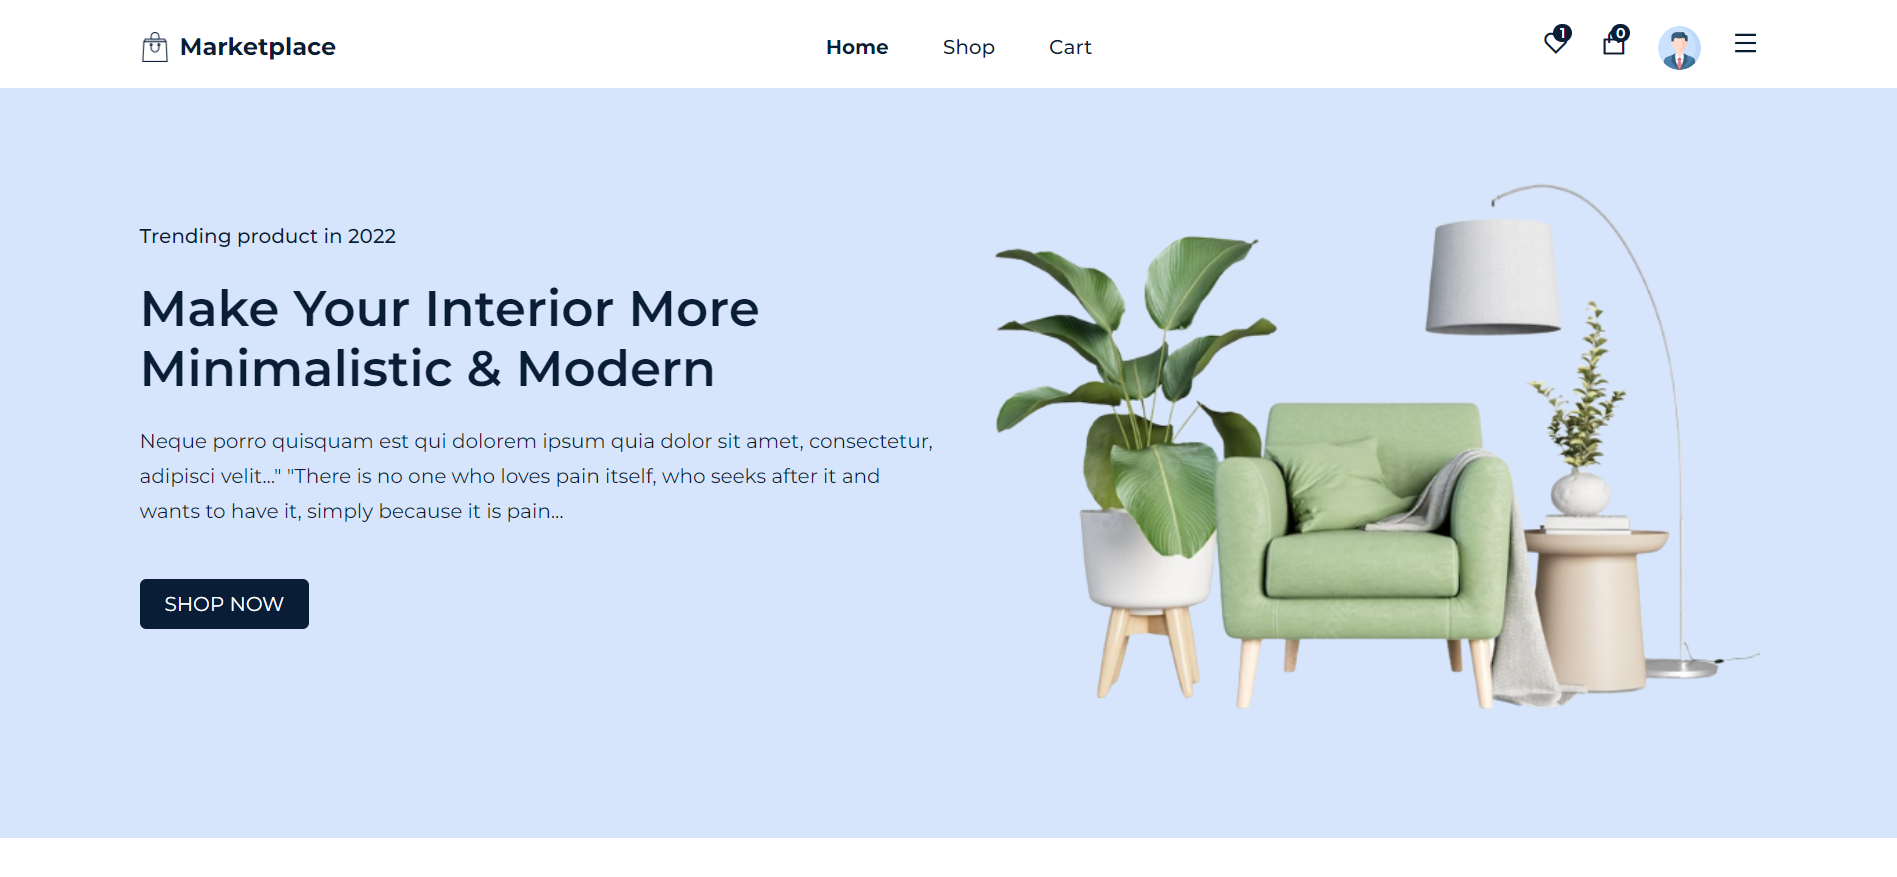 Marketplace
Home
Shop
Cart
1
0
Trending product in 2022
Make Your Interior More
Minimalistic & Modern
Neque porro quisquam est qui dolorem ipsum quia dolor sit amet, consectetur,
adipisci velit..." "There is no one who loves pain itself, who seeks after it and
wants to have it, simply because it is pain...
SHOP NOW